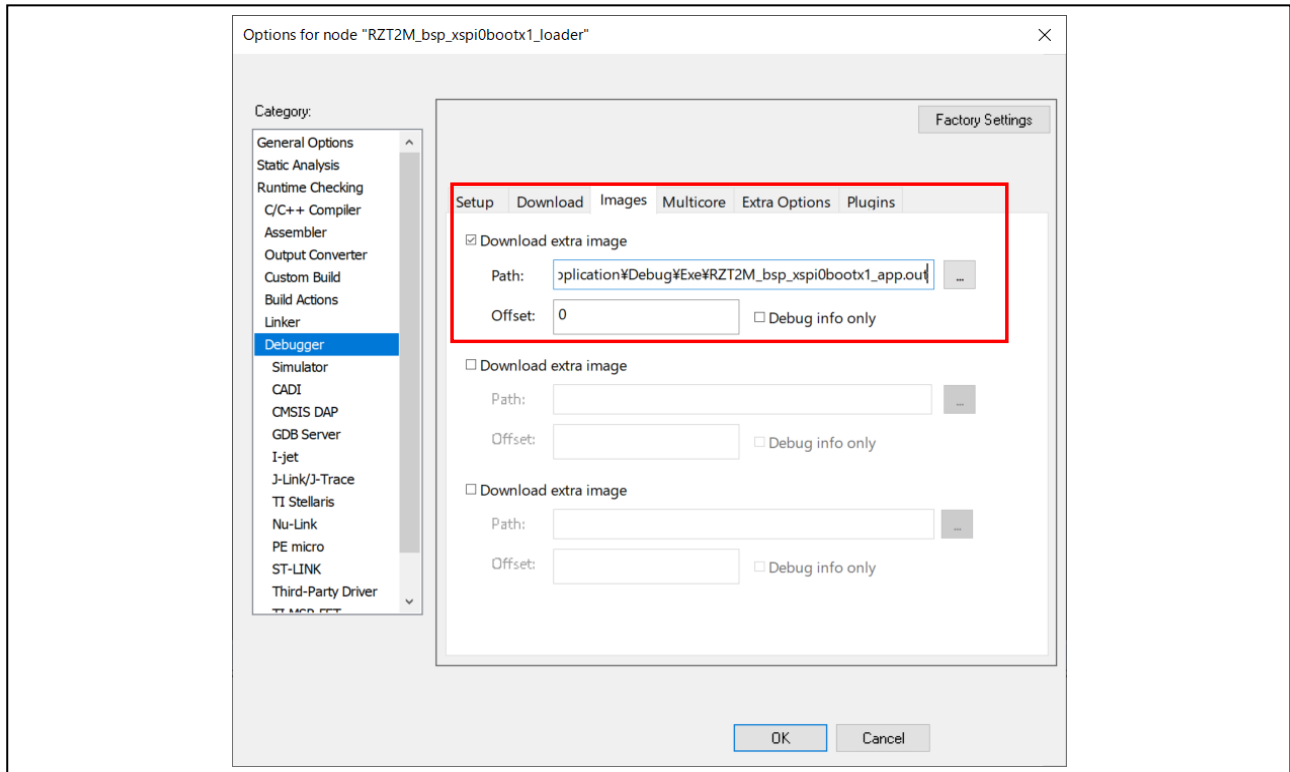 Options for node "RZT2M_bsp_xspi0bootx1_loader"
Category:
Factory Settings
General Options
Static Analysis
Runtime Checking
C/C++ Compiler
Assembler
Output Converter
Custom Build
Build Actions
Linker
Debugger
Simulator
CADI
CMSIS DAP
GDB Server
I-jet
J-Link/J-Trace
TI Stellaris
Nu-Link
PE micro
ST-LINK
Third-Party Driver
TI MSP FET
Setup Download Images Multicore Extra Options Plugins
Download extra image
Path: plication¥Debug¥Exe¥RZT2M_bsp_xspi0bootx1_app.out ...
Offset: 0 Debug info only
Download extra image
Path: ...
Offset: Debug info only
Download extra image
Path: ...
Offset: Debug info only
OK Cancel